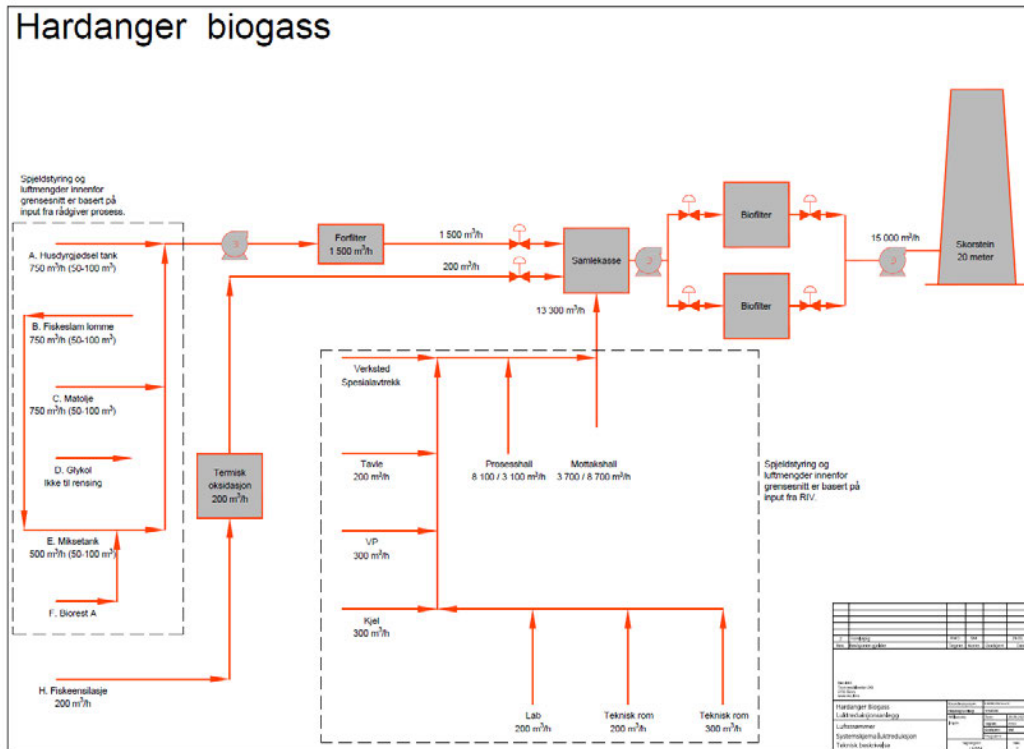 Hardanger biogass
Spjeldstyring og
luftmengder innenfor
grensesnitt er basert på
input fra rådgiver prosess.
A. Husdyrgjødsel tank
750 m³/h (50-100 m³)
B. Fiskeslam lomme
750 m³/h (50-100 m³)
C. Matolje
750 m³/h (50-100 m³)
D. Glykol
Ikke til rensing
E. Miksetank
500 m³/h (50-100 m³)
F. Biorest A
H. Fiskeensilasje
200 m³/h
Termisk
oksidasjon
200 m³/h
Forfilter
1 500 m³/h
1 500 m³/h
200 m³/h
Samlekasse
13 300 m³/h
Biofilter
Biofilter
15 000 m³/h
Skorstein
20 meter
Verksted
Spesialavtrekk
Tavle
200 m³/h
VP
300 m³/h
Kjel
300 m³/h
Prosesshall
8 100 / 3 100 m³/h
Mottakshall
3 700 / 8 700 m³/h
Lab
200 m³/h
Teknisk rom
200 m³/h
Teknisk rom
300 m³/h
Spjeldstyring og
luftmengder innenfor
grensesnitt er basert på
input fra RIV.
Hardanger Biogass
Luktreduksjonsanlegg
Luftstrømmer
Systemskjema luktreduksjon
Teknisk beskrivelse